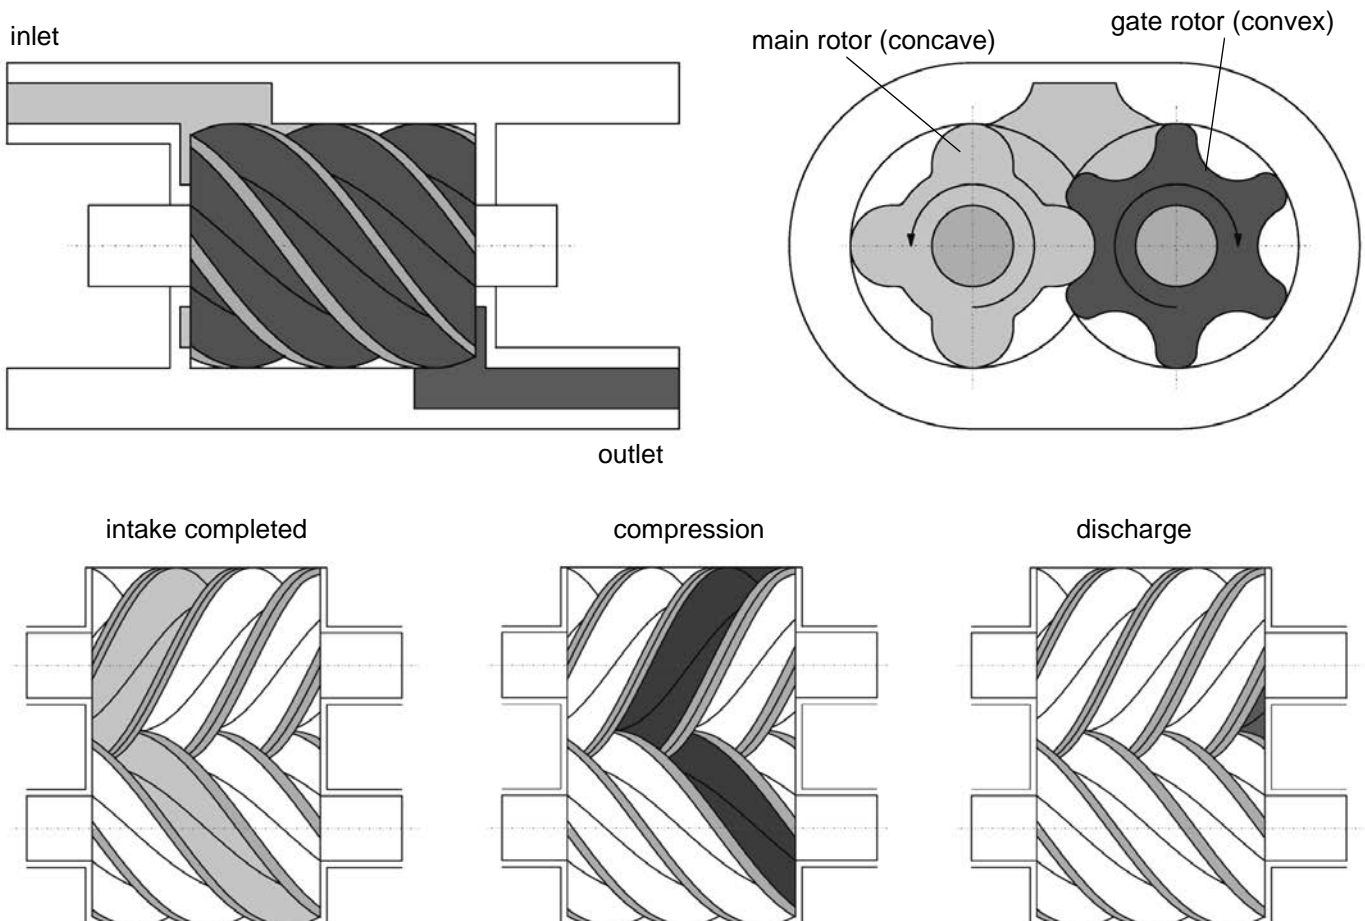 inlet
main rotor (concave)
gate rotor (convex)
outlet
intake completed
compression
discharge